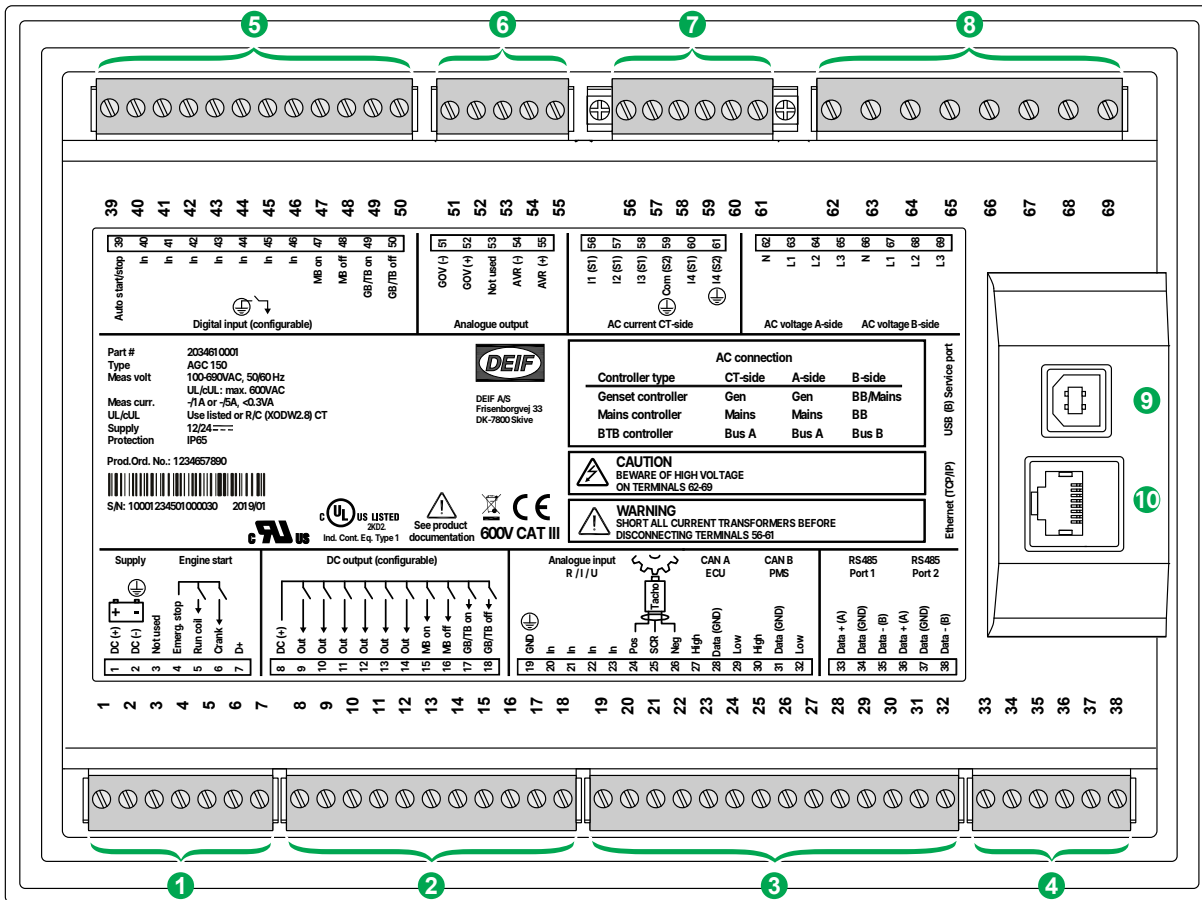 5 6 7 8
39 40 41 42 43 44 45 46 47 48 49 50 51 52 53 54 55 56 57 58 59 60 61 62 63 64 65 66 67 68 69
39 40 41 42 43 44 45 46 47 48 49 50 51 52 53 54 55 56 57 58 59 60 61 62 63 64 65 66 67 68 69
Auto start/stop
In
In
In
In
In
In
In
MB on
MB off
GB/TB on
GB/TB off
Digital input (configurable)
GOV (-)
GOV (+)
Not used
AVR (-)
AVR (+)
Analogue output
I1 (S1)
I2 (S1)
I3 (S1)
Com (S2)
I4 (S1)
I4 (S2)
AC current CT-side
N
L1
L2
L3
N
L1
L2
L3
AC voltage A-side AC voltage B-side
Part # 2034610001
Type AGC 150
Meas volt 100-690VAC, 50/60 Hz
UL/cUL: max. 600VAC
Meas curr. -/1A or -/5A, <0.3VA
UL/cUL Use listed or R/C (XODW2.8) CT
Supply 12/24
Protection IP65
Prod.Ord. No.: 1234657890
S/N: 10001234501000030 2019/01
DEIF
DEIF A/S
Frisenborgvej 33
DK-7800 Skive
C US
C UL US LISTED
2KD2.
Ind. Cont. Eq. Type 1
See product
documentation
CE
600V CAT III
AC connection
Controller type CT-side A-side B-side
Genset controller Gen Gen BB/Mains
Mains controller Mains Mains BB
BTB controller Bus A Bus A Bus B
CAUTION
BEWARE OF HIGH VOLTAGE
ON TERMINALS 62-69
WARNING
SHORT ALL CURRENT TRANSFORMERS BEFORE
DISCONNECTING TERMINALS 56-61
USB (B) Service port
Ethernet (TCP/IP)
9
10
Supply
Engine start
DC output (configurable)
Analogue input
R / I / U
Tacho
CAN A
ECU
CAN B
PMS
RS485
Port 1
RS485
Port 2
+ -
DC (+)
DC (-)
Not used
Emerg. stop
Run coil
Crank
D+
DC (+)
Out
Out
Out
Out
Out
Out
MB on
MB off
GB/TB on
GB/TB off
GND
In
In
In
In
Pos
SCR
Neg
High
Data (GND)
Low
High
Data (GND)
Low
Data + (A)
Data (GND)
Data - (B)
Data + (A)
Data (GND)
Data - (B)
1 2 3 4 5 6 7 8 9 10 11 12 13 14 15 16 17 18 19 20 21 22 23 24 25 26 27 28 29 30 31 32 33 34 35 36 37 38
1 2 3 4 5 6 7 8 9 10 11 12 13 14 15 16 17 18 19 20 21 22 23 24 25 26 27 28 29 30 31 32 33 34 35 36 37 38
1 2 3 4